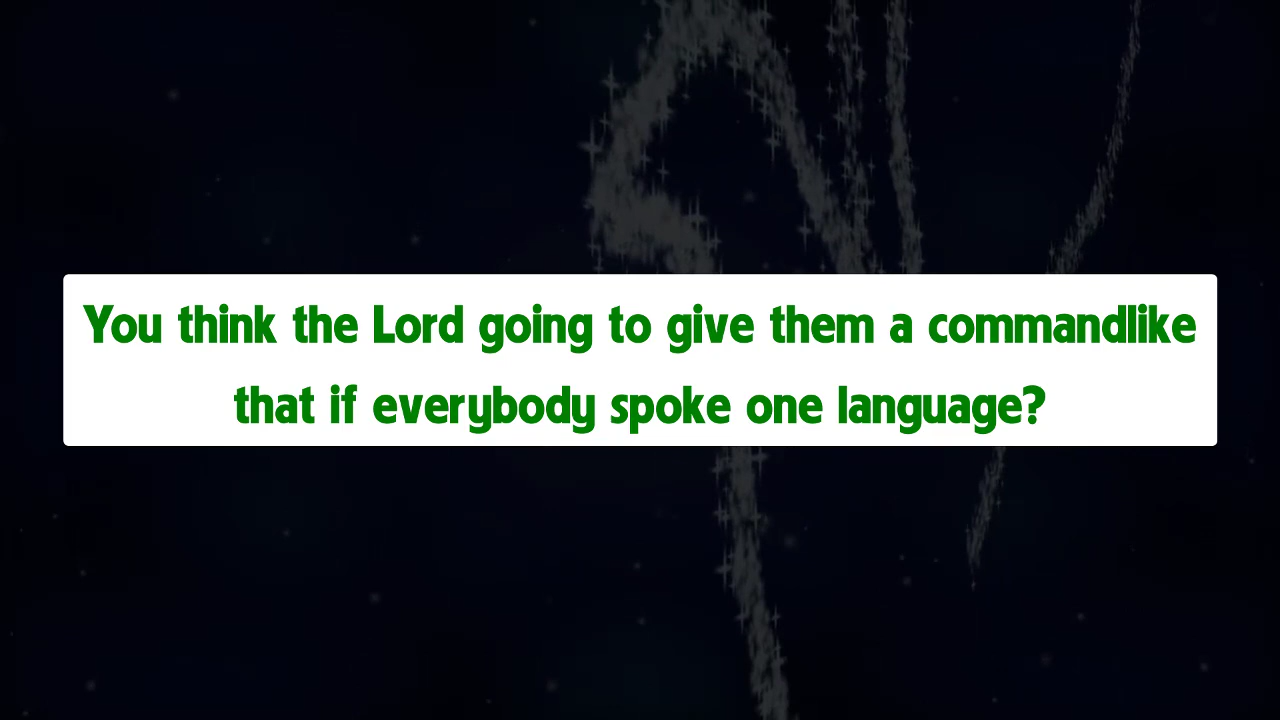 You think the Lord going to give them a commandlike
that if everybody spoke one language?